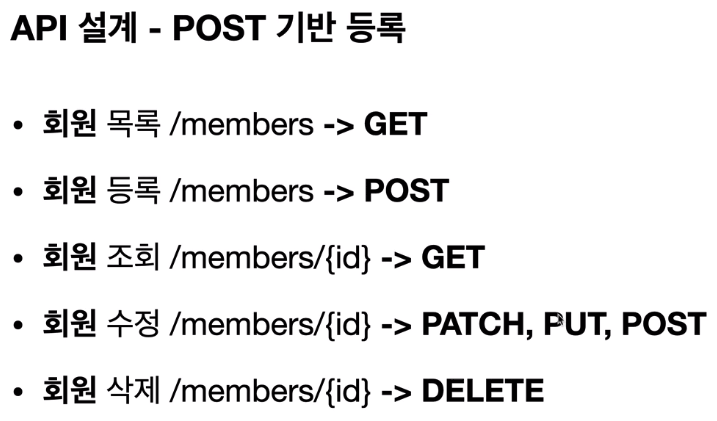 API 설계 - POST 기반 등록
• 회원 목록 /members -> GET
• 회원 등록 /members -> POST
• 회원 조회 /members/{id} -> GET
• 회원 수정 /members/{id} -> PATCH, PUT, POST
• 회원 삭제 /members/{id} -> DELETE